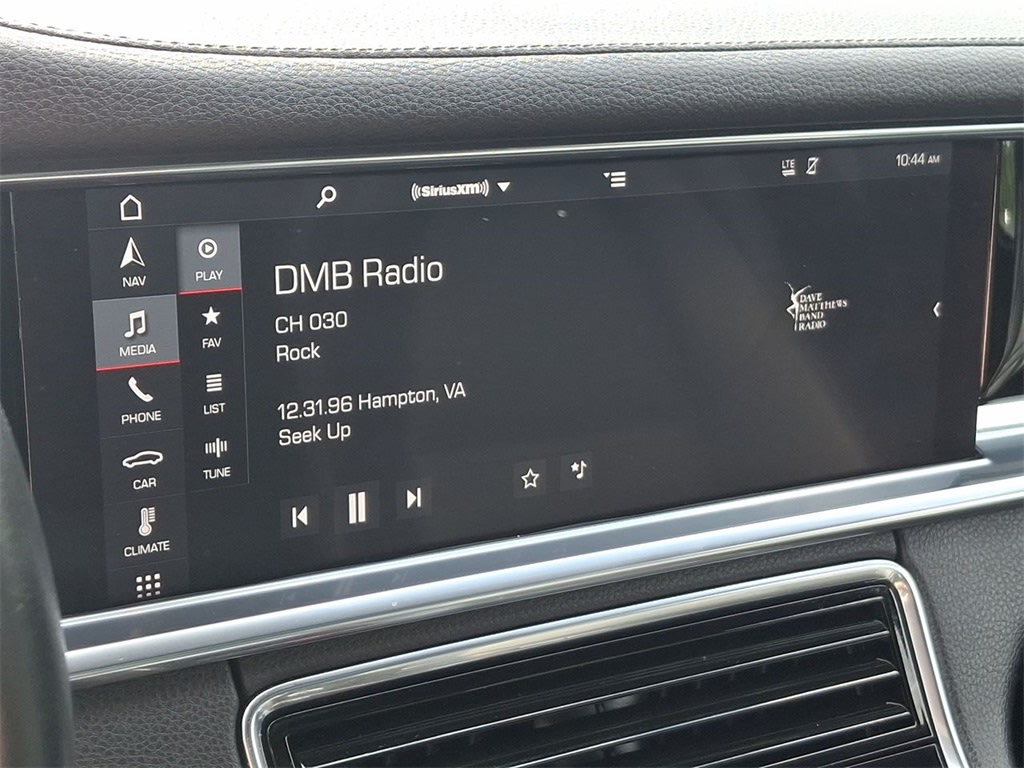 ((SiriusXM))
LTE
10:44 AM
NAV
MEDIA
PHONE
CAR
CLIMATE
PLAY
FAV
LIST
TUNE
DMB Radio
CH 030
Rock
12.31.96 Hampton, VA
Seek Up
DAVE
MATTHEWS
BAND
RADIO